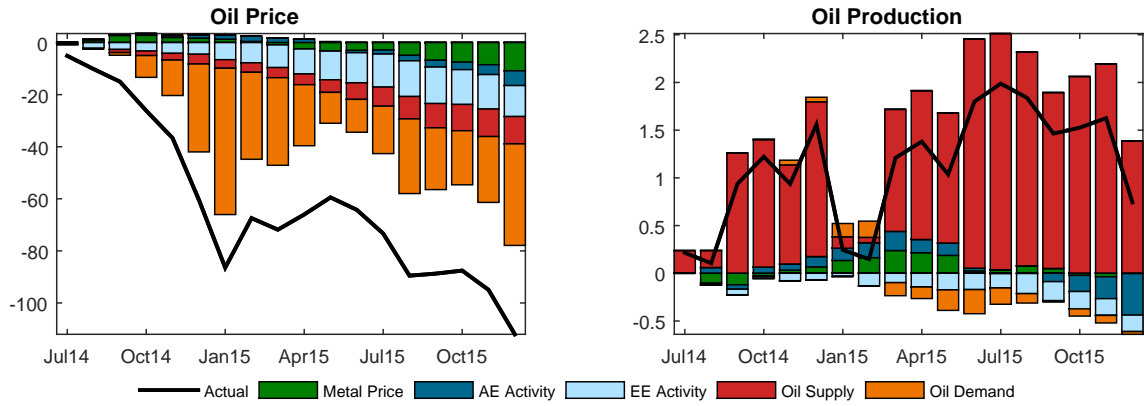 Oil Price
0
-20
-40
-60
-80
-100
Jul14 Oct14 Jan15 Apr15 Jul15 Oct15
Oil Production
2.5
2
1.5
1
0.5
0
-0.5
Jul14 Oct14 Jan15 Apr15 Jul15 Oct15
Actual Metal Price AE Activity EE Activity Oil Supply Oil Demand